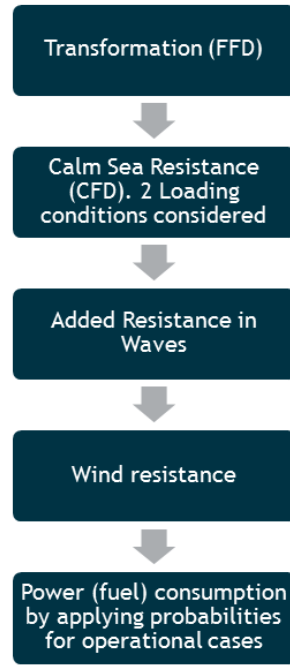 Transformation (FFD)
Calm Sea Resistance
(CFD). 2 Loading
conditions considered
Added Resistance in
Waves
Wind resistance
Power (fuel) consumption
by applying probabilities
for operational cases